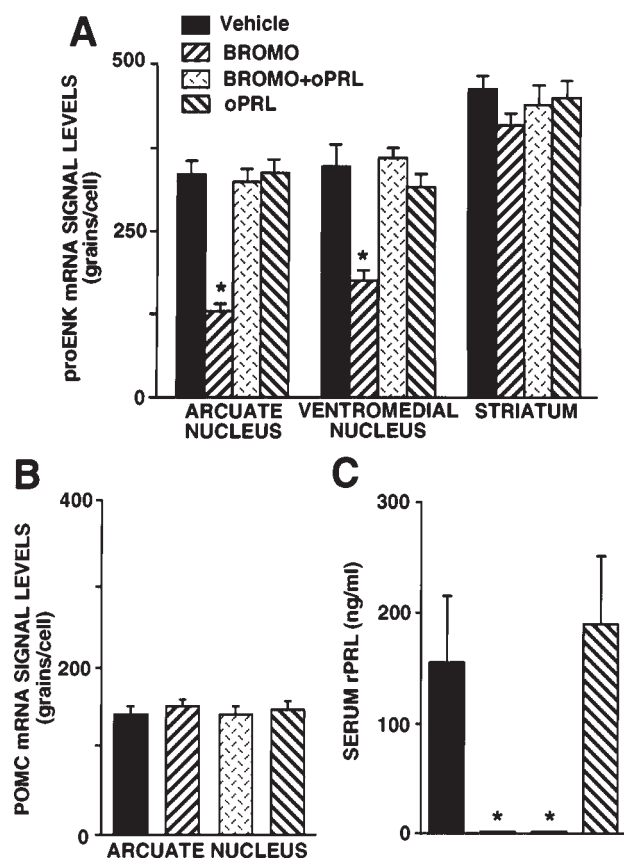 A
Vehicle
BROMO
BROMO+oPRL
oPRL
proENK mRNA SIGNAL LEVELS
(grains/cell)
500
250
0
*
*
ARCUATE NUCLEUS
VENTROMEDIAL NUCLEUS
STRIATUM
B
POMC mRNA SIGNAL LEVELS
(grains/cell)
400
200
0
ARCUATE NUCLEUS
C
SERUM rPRL (ng/ml)
300
200
100
0
*
*